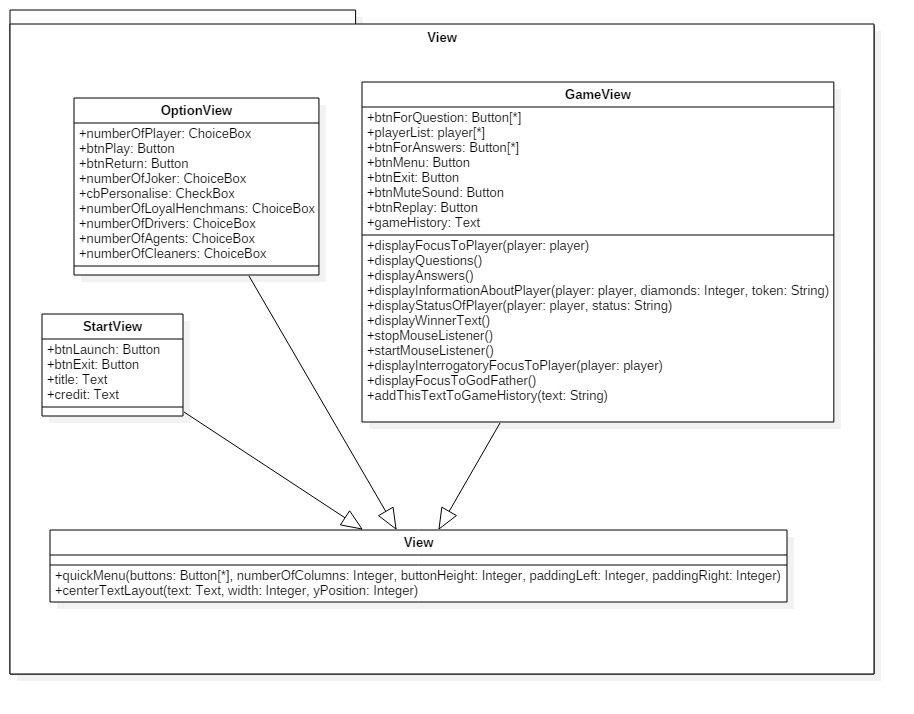 View
OptionView
+numberOfPlayer: ChoiceBox
+btnPlay: Button
+btnReturn: Button
+numberOfJoker: ChoiceBox
+cbPersonalise: CheckBox
+numberOfLoyalHenchmans: ChoiceBox
+numberOfDrivers: ChoiceBox
+numberOfAgents: ChoiceBox
+numberOfCleaners: ChoiceBox
GameView
+btnForQuestion: Button[*]
+playerList: player[*]
+btnForAnswers: Button[*]
+btnMenu: Button
+btnExit: Button
+btnMuteSound: Button
+btnReplay: Button
+gameHistory: Text
+displayFocusToPlayer(player: player)
+displayQuestions()
+displayAnswers()
+displayInformationAboutPlayer(player: player, diamonds: Integer, token: String)
+displayStatusOfPlayer(player: player, status: String)
+displayWinnerText()
+stopMouseListener()
+startMouseListener()
+displayInterrogatoryFocusToPlayer(player: player)
+displayFocusToGodFather()
+addThisTextToGameHistory(text: String)
StartView
+btnLaunch: Button
+btnExit: Button
+title: Text
+credit: Text
View
+quickMenu(buttons: Button[*], numberOfColumns: Integer, buttonHeight: Integer, paddingLeft: Integer, paddingRight: Integer)
+centerTextLayout(text: Text, width: Integer, yPosition: Integer)